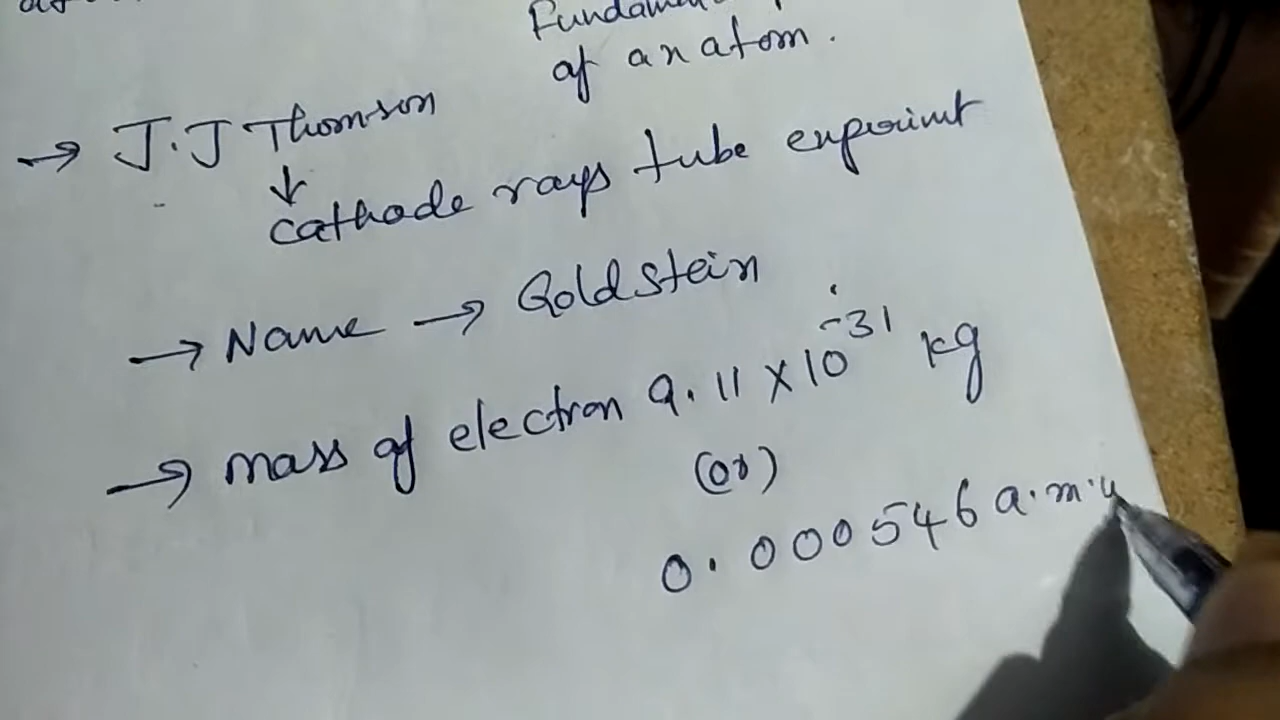 of an atom.
→ J.J Thomson
↓
cathode rays tube experimt
→ Name → Goldstein
→ mass of electron 9.11 × 10⁻³¹ kg
(or)
0.000546 a.m.u